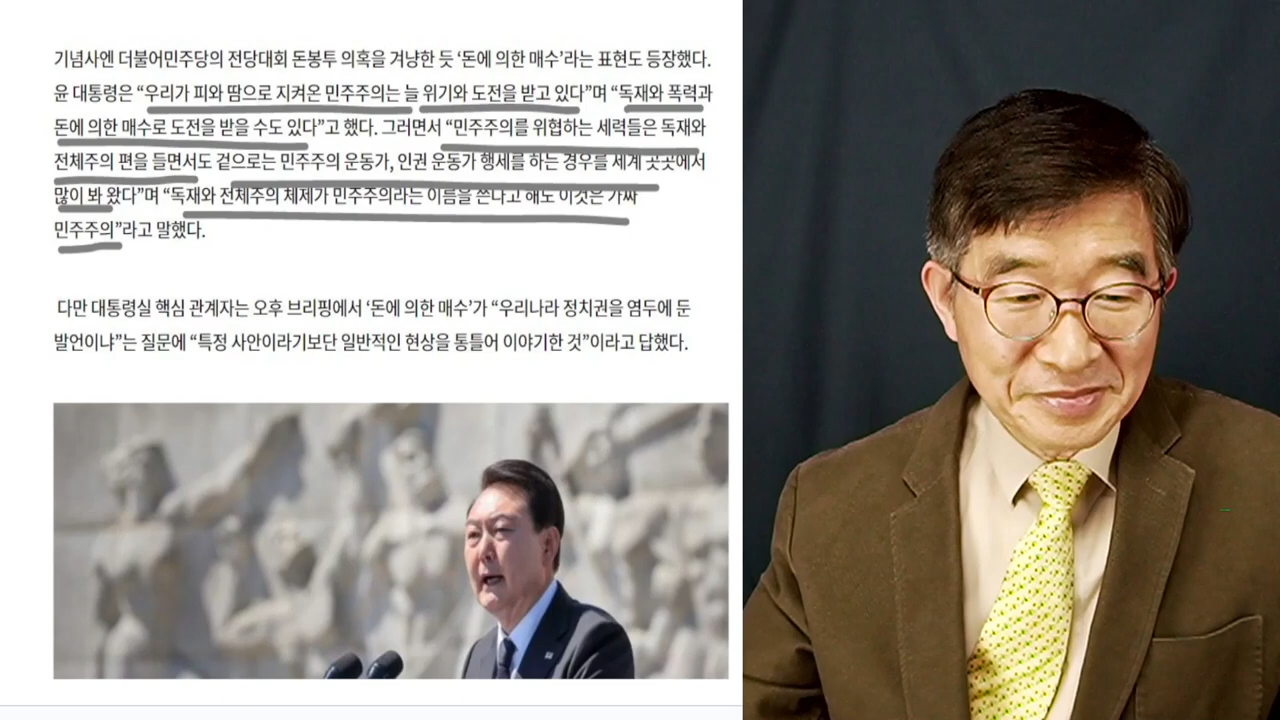 기념사엔 더불어민주당의 전당대회 돈봉투 의혹을 겨냥한 듯 ‘돈에 의한 매수’라는 표현도 등장했다.
윤 대통령은 “우리가 피와 땀으로 지켜온 민주주의는 늘 위기와 도전을 받고 있다”며 “독재와 폭력과
돈에 의한 매수로 도전을 받을 수도 있다”고 했다. 그러면서 “민주주의를 위협하는 세력들은 독재와
전체주의 편을 들면서도 겉으로는 민주주의 운동가, 인권 운동가 행세를 하는 경우를 세계 곳곳에서
많이 봐 왔다”며 “독재와 전체주의 체제가 민주주의라는 이름을 쓴다고 해도 이것은 가짜
민주주의”라고 말했다.
다만 대통령실 핵심 관계자는 오후 브리핑에서 ‘돈에 의한 매수’가 “우리나라 정치권을 염두에 둔
발언이냐”는 질문에 “특정 사안이라기보단 일반적인 현상을 통틀어 이야기한 것”이라고 답했다.